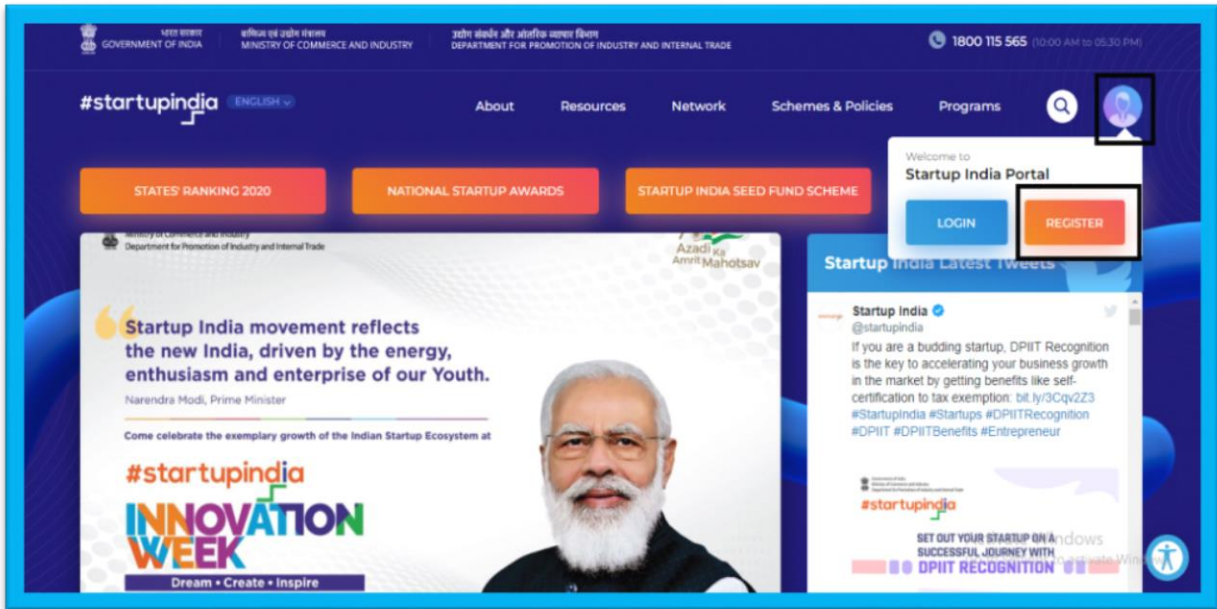 भारत सरकार
GOVERNMENT OF INDIA
वाणिज्य एवं उद्योग मंत्रालय
MINISTRY OF COMMERCE AND INDUSTRY
उद्योग संवर्धन और आंतरिक व्यापार विभाग
DEPARTMENT FOR PROMOTION OF INDUSTRY AND INTERNAL TRADE
1800 115 565 (10:00 AM to 05:30 PM)
#startupindia
ENGLISH
About
Resources
Network
Schemes & Policies
Programs
Welcome to
Startup India Portal
LOGIN
REGISTER
STATES' RANKING 2020
NATIONAL STARTUP AWARDS
STARTUP INDIA SEED FUND SCHEME
Ministry of Commerce and Industry
Department for Promotion of Industry and Internal Trade
Azadi Ka
Amrit Mahotsav
Startup India movement reflects
the new India, driven by the energy,
enthusiasm and enterprise of our Youth.
Narendra Modi, Prime Minister
Come celebrate the exemplary growth of the Indian Startup Ecosystem at
#startupindia
INNOVATION
WEEK
Dream • Create • Inspire
Startup India Latest Tweets
Startup India
@startupindia
If you are a budding startup, DPIIT Recognition
is the key to accelerating your business growth
in the market by getting benefits like self-
certification to tax exemption: bit.ly/3Cqv2Z3
#StartupIndia #Startups #DPIITRecognition
#DPIIT #DPIITBenefits #Entrepreneur
#startupindia
SET OUT YOUR STARTUP ON A
SUCCESSFUL JOURNEY WITH
DPIIT RECOGNITION